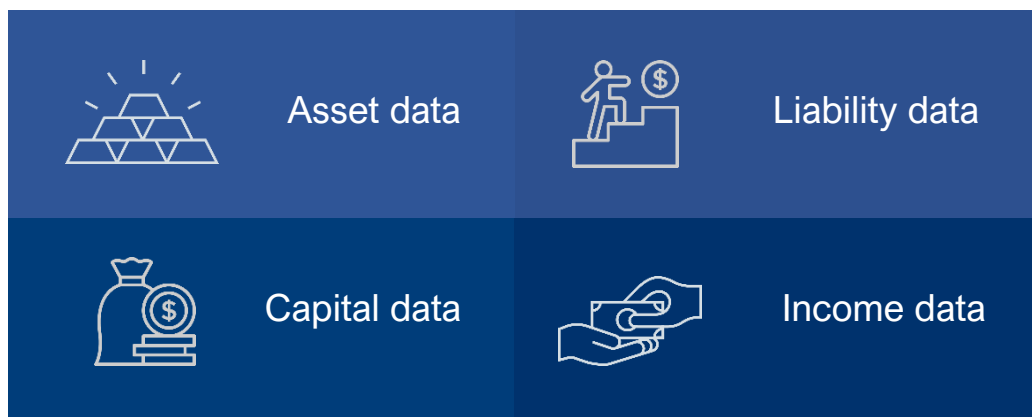 Asset data
Liability data
$
Capital data
$
Income data